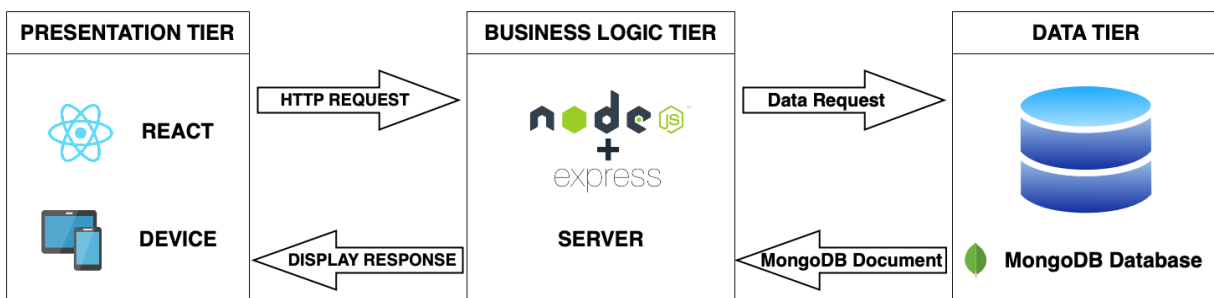 PRESENTATION TIER
REACT
DEVICE
HTTP REQUEST
DISPLAY RESPONSE
BUSINESS LOGIC TIER
node JS
+
express
SERVER
Data Request
MongoDB Document
DATA TIER
MongoDB Database